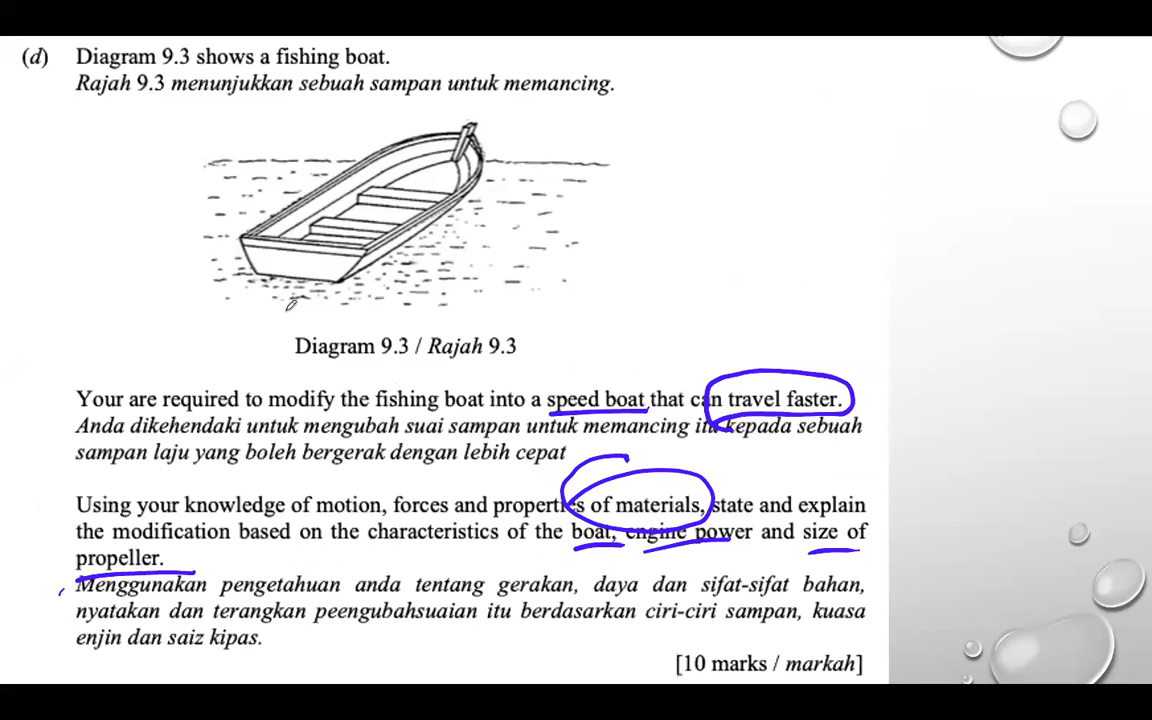 (d) Diagram 9.3 shows a fishing boat.
Rajah 9.3 menunjukkan sebuah sampan untuk memancing.
Diagram 9.3 / Rajah 9.3
Your are required to modify the fishing boat into a speed boat that can travel faster.
Anda dikehendaki untuk mengubah suai sampan untuk memancing itu kepada sebuah
sampan laju yang boleh bergerak dengan lebih cepat
Using your knowledge of motion, forces and properties of materials, state and explain
the modification based on the characteristics of the boat, engine power and size of
propeller.
Menggunakan pengetahuan anda tentang gerakan, daya dan sifat-sifat bahan,
nyatakan dan terangkan peengubahsuaian itu berdasarkan ciri-ciri sampan, kuasa
enjin dan saiz kipas.
[10 marks / markah]